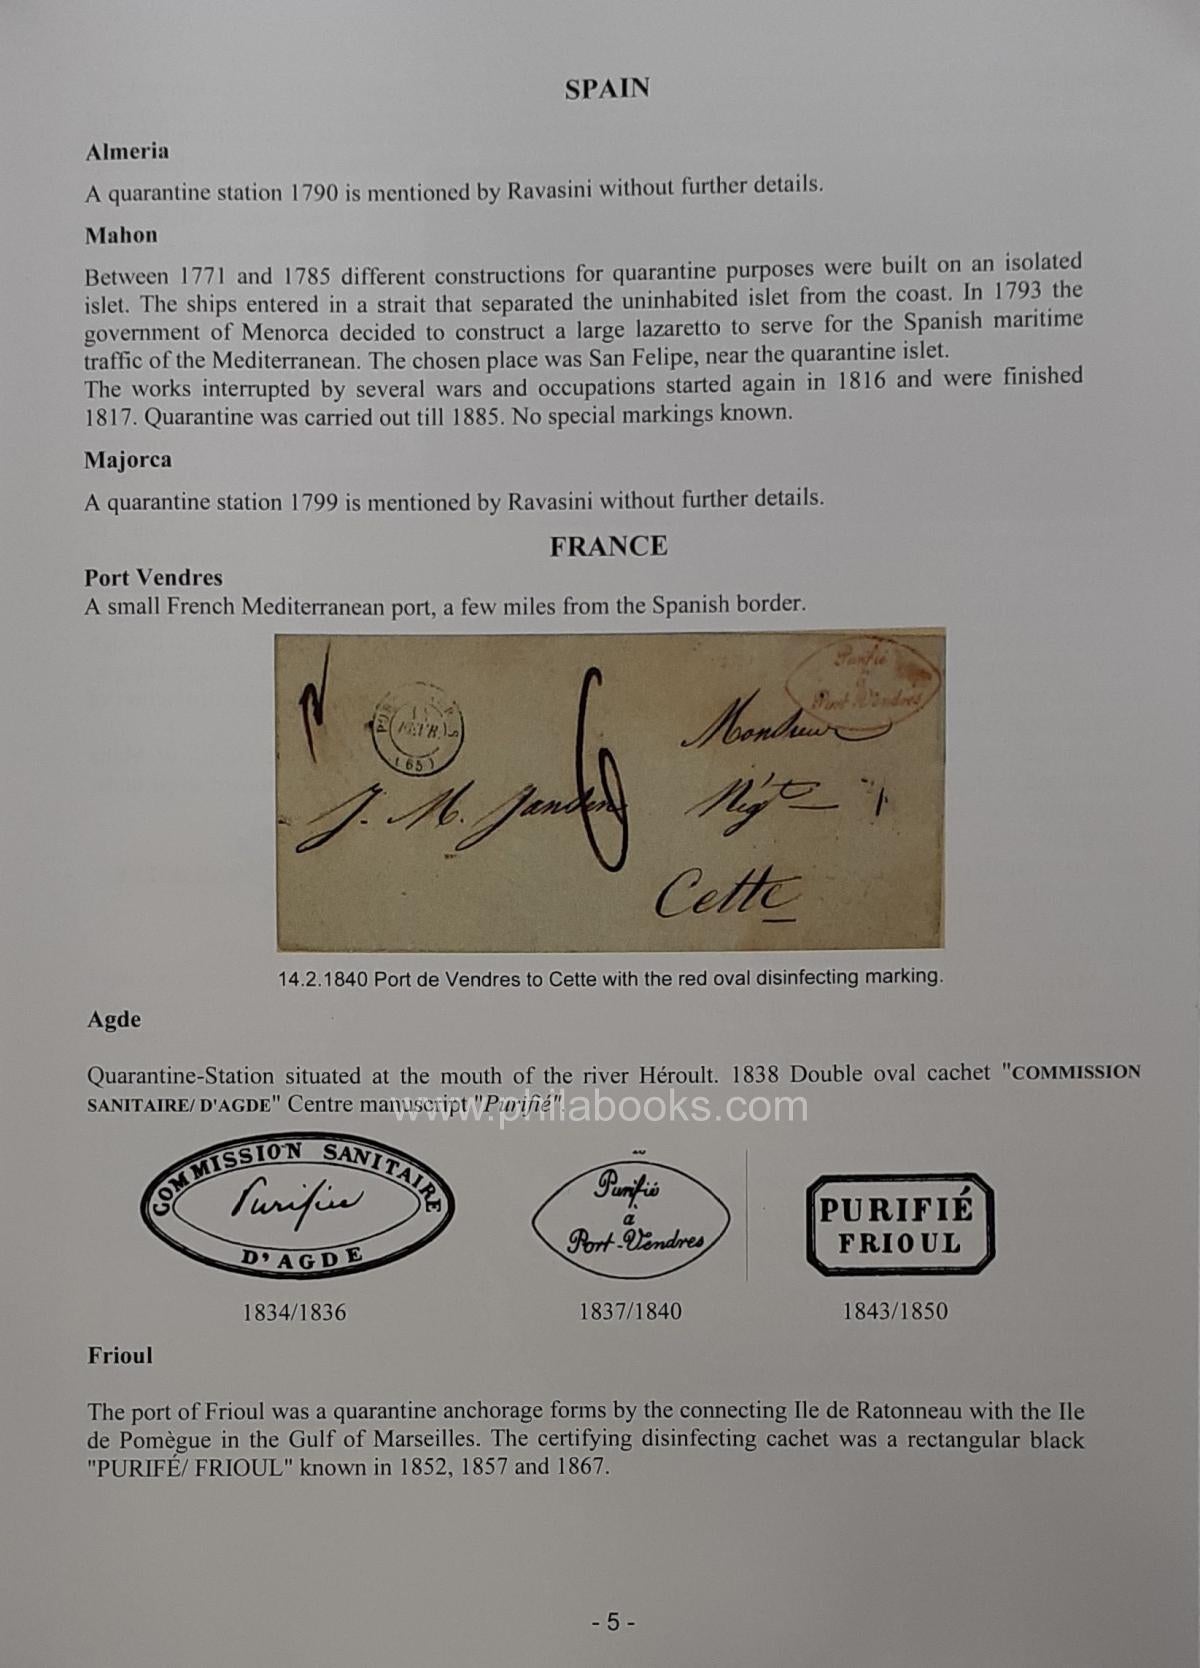 SPAIN
Almeria
A quarantine station 1790 is mentioned by Ravasini without further details.
Mahon
Between 1771 and 1785 different constructions for quarantine purposes were built on an isolated
islet. The ships entered in a strait that separated the uninhabited islet from the coast. In 1793 the
government of Menorca decided to construct a large lazaretto to serve for the Spanish maritime
traffic of the Mediterranean. The chosen place was San Felipe, near the quarantine islet.
The works interrupted by several wars and occupations started again in 1816 and were finished
1817. Quarantine was carried out till 1885. No special markings known.
Majorca
A quarantine station 1799 is mentioned by Ravasini without further details.
FRANCE
Port Vendres
A small French Mediterranean port, a few miles from the Spanish border.
Purifié
à
Port-Vendres
FEVR.
(65)
6
Monsieur
J. M. Jansen
Négt
Cette
14.2.1840 Port de Vendres to Cette with the red oval disinfecting marking.
Agde
Quarantine-Station situated at the mouth of the river Héroult. 1838 Double oval cachet "COMMISSION
SANITAIRE/ D'AGDE" Centre manuscript "Purifié".
www.philabooks.com
COMMISSION SANITAIRE
Purifiée
D'AGDE
Purifié
à
Port-Vendres
PURIFIÉ
FRIOUL
1834/1836 1837/1840 1843/1850
Frioul
The port of Frioul was a quarantine anchorage forms by the connecting Ile de Ratonneau with the Ile
de Pomègue in the Gulf of Marseilles. The certifying disinfecting cachet was a rectangular black
"PURIFÉ/ FRIOUL" known in 1852, 1857 and 1867.
- 5 -